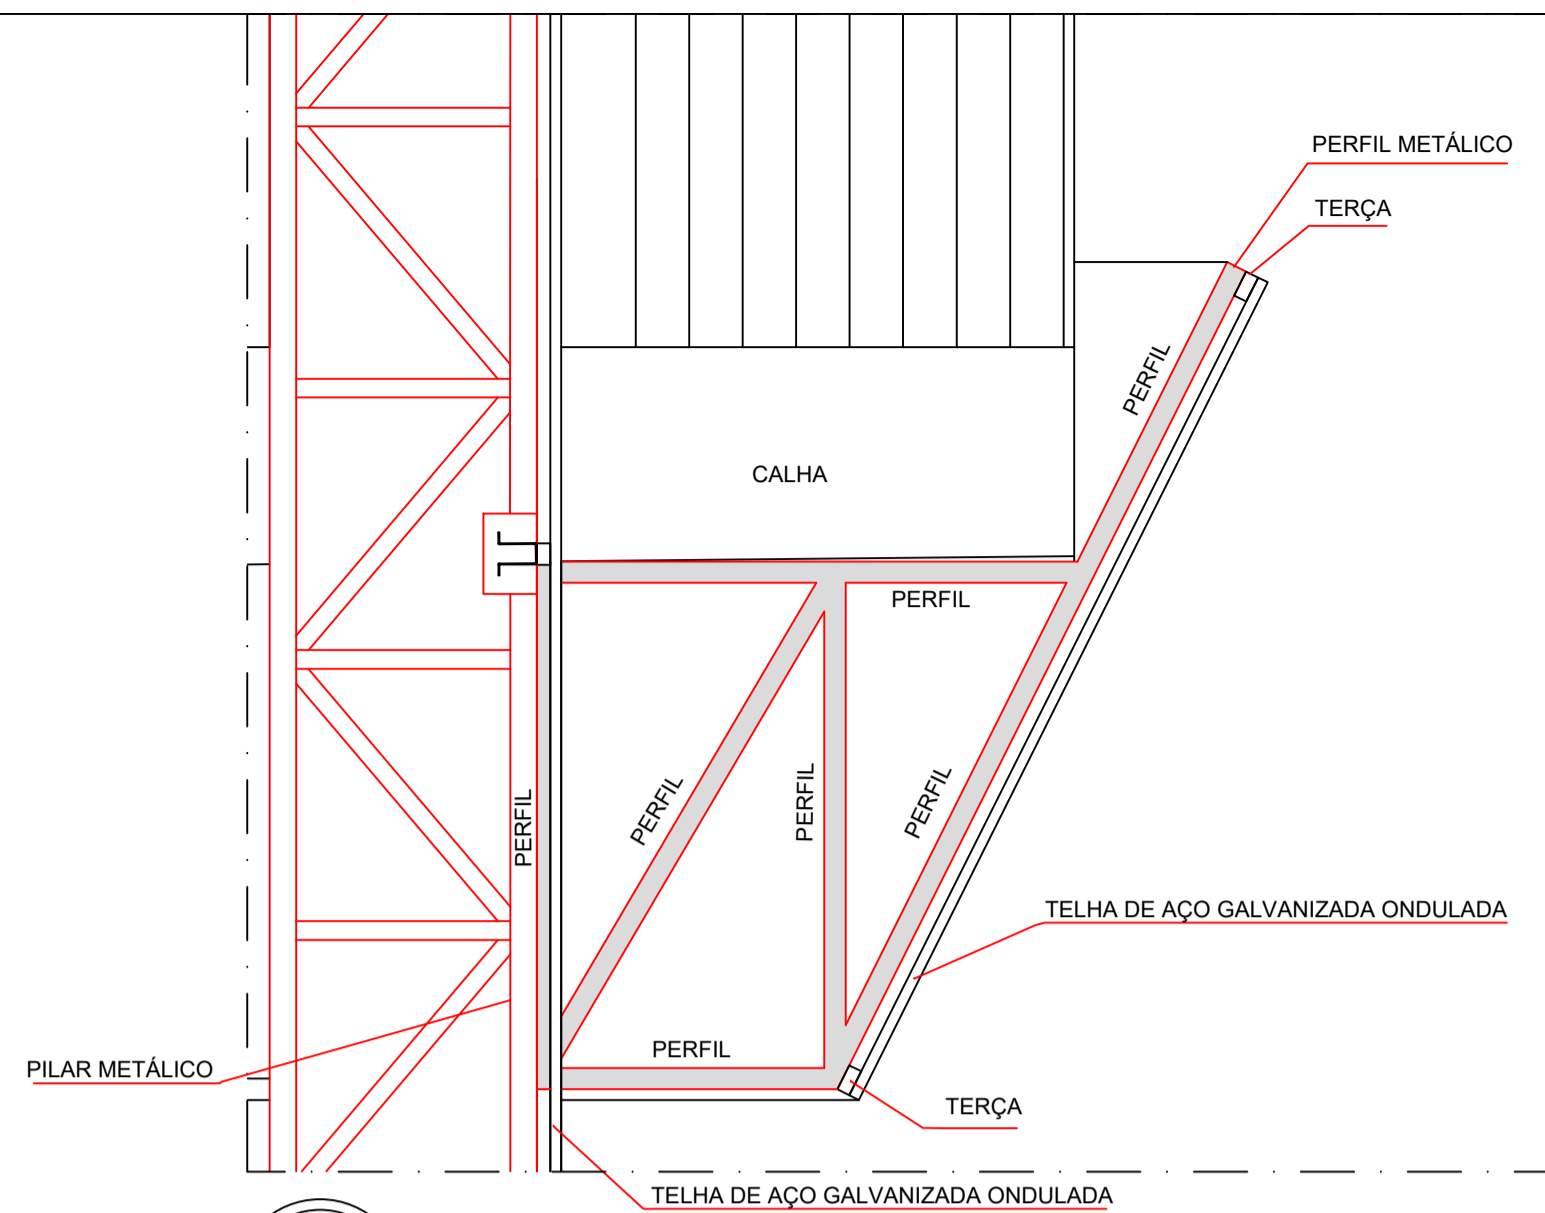 PERFIL METÁLICO
TERÇA
PERFIL
CALHA
PERFIL
PERFIL
PERFIL
PERFIL
PERFIL
TELHA DE AÇO GALVANIZADA ONDULADA
PERFIL
PILAR METÁLICO
TERÇA
TELHA DE AÇO GALVANIZADA ONDULADA